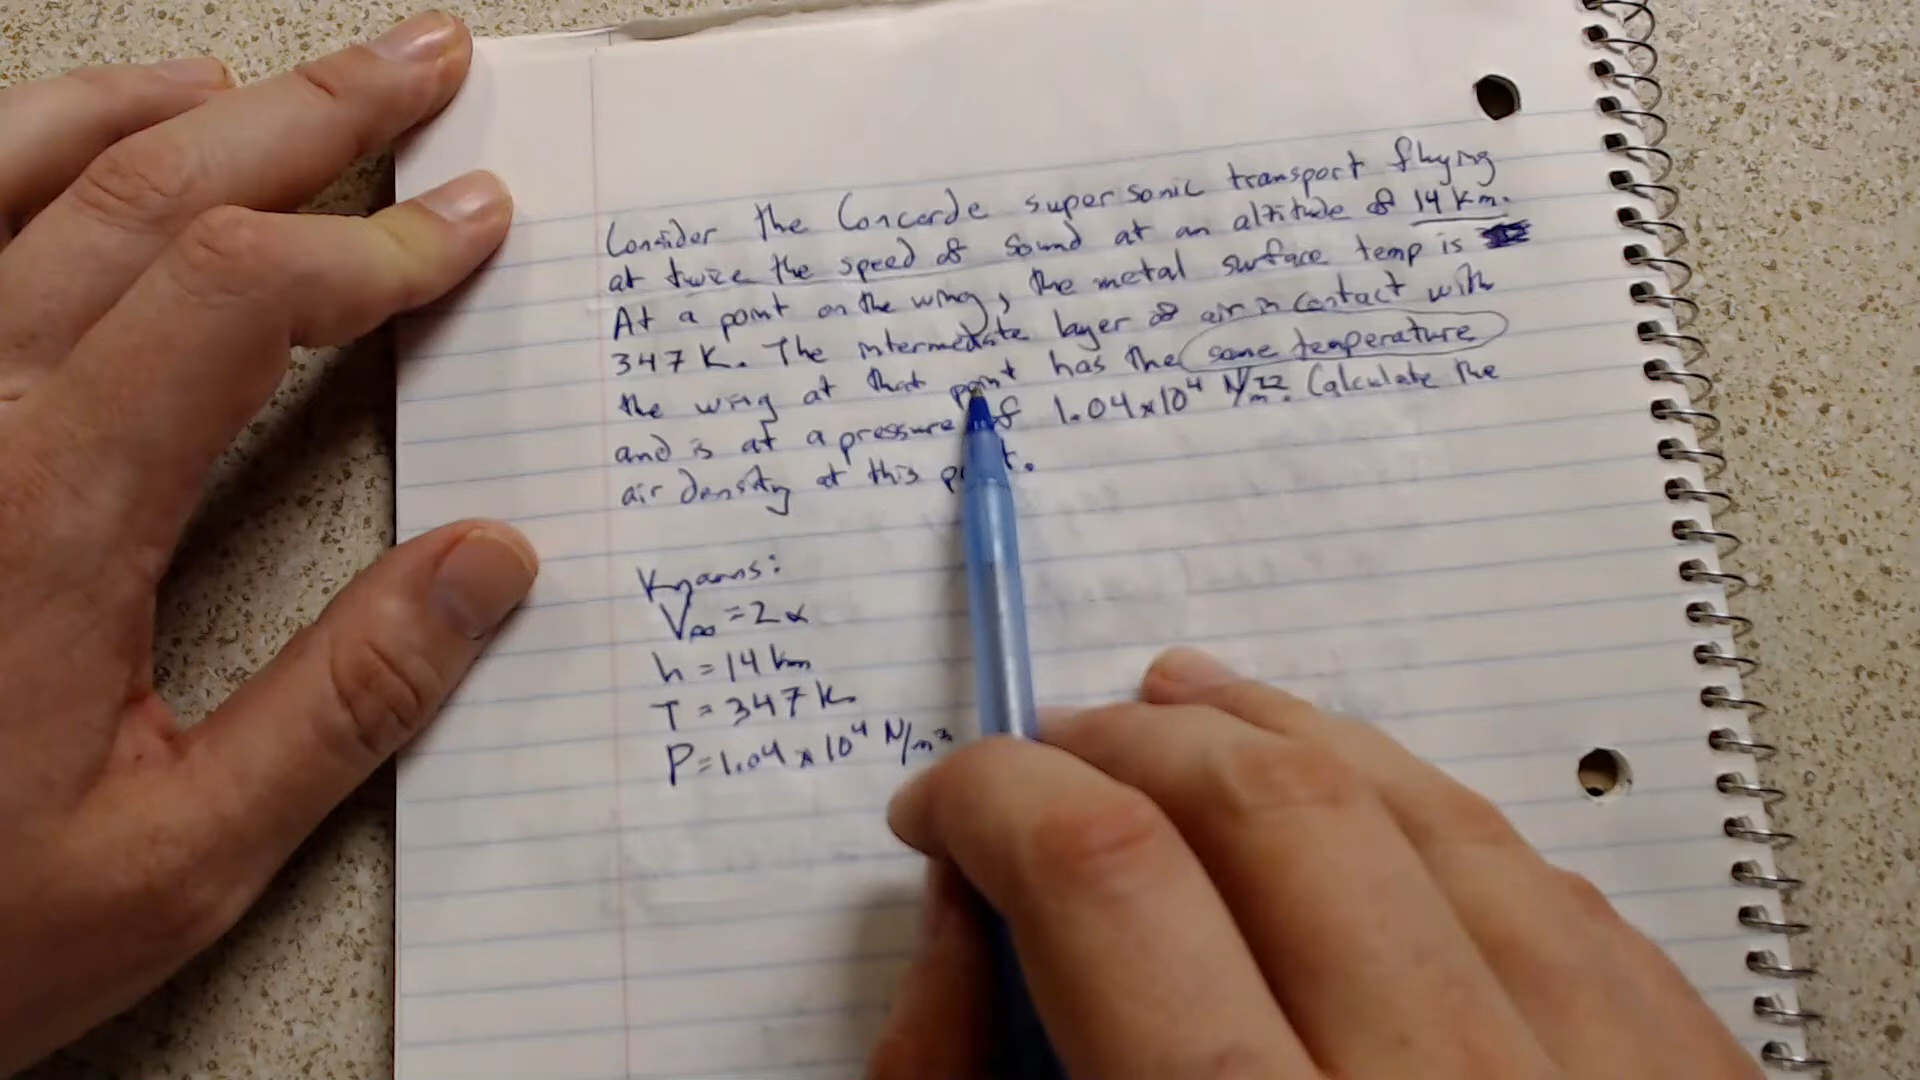 Consider the Concorde supersonic transport flying
at twice the speed of sound at an altitude of 14 km.
At a point on the wing, the metal surface temp is
347 K. The intermediate layer of air in contact with
the wing at that point has the same temperature
and is at a pressure of 1.04 x 10⁴ N/m². Calculate the
air density at this
Knowns:
V∞ = 2 α
h = 14 km
T = 347 K
P = 1.04 x 10⁴ N/m²